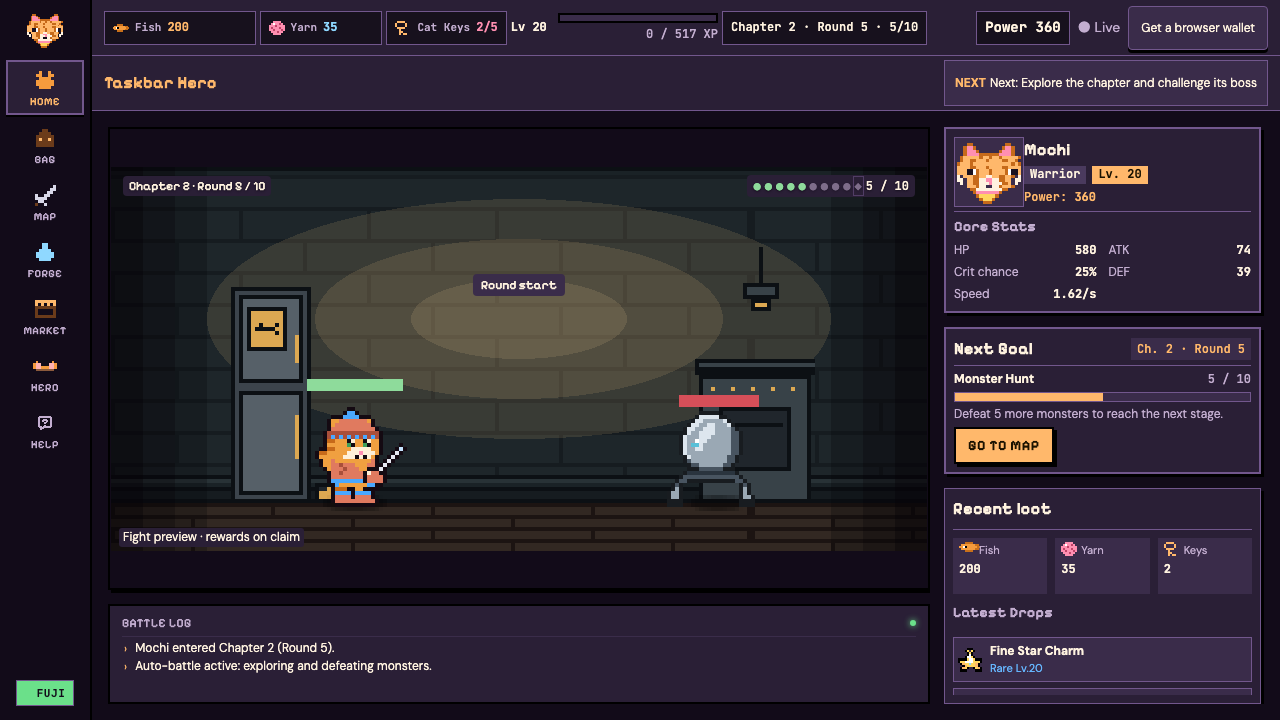 Fish 200
Yarn 35
Cat Keys 2/5
Lv 20
0 / 517 XP
Chapter 2 · Round 5 · 5/10
Power 360
Live
Get a browser wallet
HOME
BAG
MAP
FORGE
MARKET
HERO
HELP
FUJI
Taskbar Hero
NEXT Next: Explore the chapter and challenge its boss
Chapter 2 · Round 5 / 10
5 / 10
Round start
Fight preview · rewards on claim
BATTLE LOG
› Mochi entered Chapter 2 (Round 5).
› Auto-battle active: exploring and defeating monsters.
Mochi
Warrior Lv. 20
Power: 360
Core Stats
HP 580 ATK 74
Crit chance 25% DEF 39
Speed 1.62/s
Next Goal Ch. 2 · Round 5
Monster Hunt 5 / 10
Defeat 5 more monsters to reach the next stage.
GO TO MAP
Recent loot
Fish 200
Yarn 35
Keys 2
Latest Drops
Fine Star Charm
Rare Lv.20